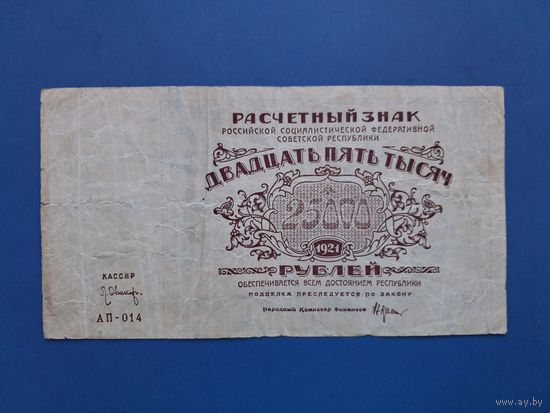 РАСЧЕТНЫЙ ЗНАК
РОССИЙСКОЙ СОЦИАЛИСТИЧЕСКОЙ ФЕДЕРАТИВНОЙ
СОВЕТСКОЙ РЕСПУБЛИКИ
ДВАДЦАТЬ ПЯТЬ ТЫСЯЧ
25000
1921
РУБЛЕЙ
ОБЕСПЕЧИВАЕТСЯ ВСЕМ ДОСТОЯНИЕМ РЕСПУБЛИКИ
ПОДДЕЛКА ПРЕСЛЕДУЕТСЯ ПО ЗАКОНУ
Народный Комиссар Финансов
КАССИР
АП-014
www.ay.by